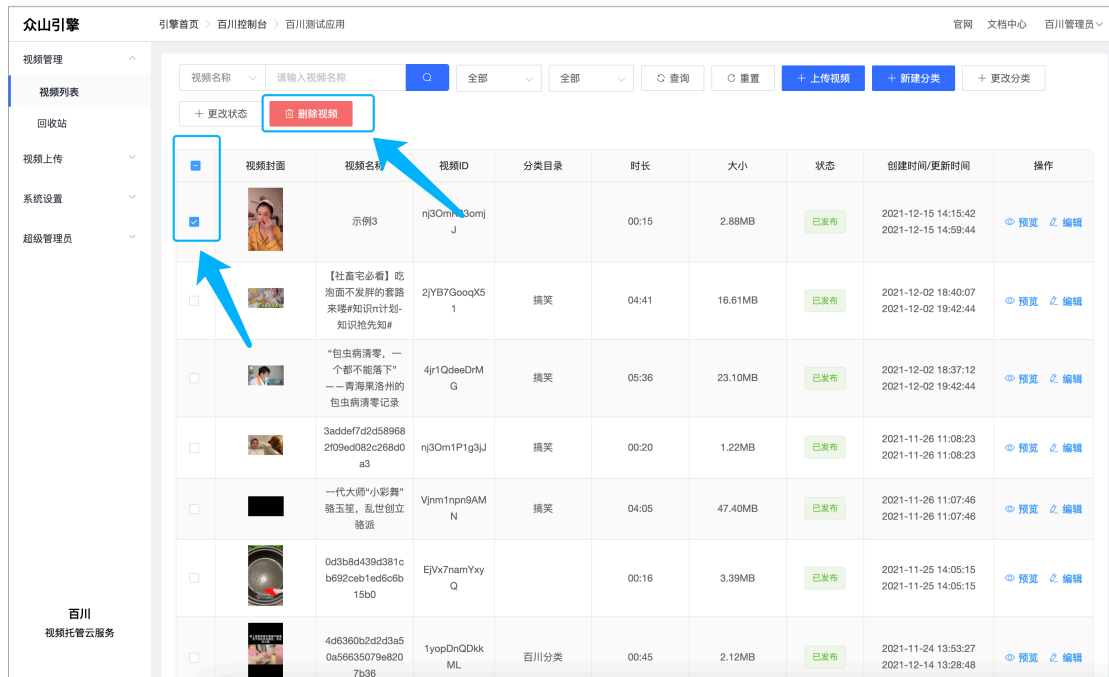 众山引擎
引擎首页 > 百川控制台 > 百川测试应用
官网 文档中心 百川管理员
视频管理
视频列表
回收站
视频上传
系统设置
超级管理员
百川
视频托管云服务
视频名称 请输入视频名称 全部 全部 查询 重置 + 上传视频 + 新建分类 + 更改分类
+ 更改状态 删除视频
视频封面 视频名称 视频ID 分类目录 时长 大小 状态 创建时间/更新时间 操作
示例3
J
00:15 2.88MB 已发布
2021-12-15 14:15:42
2021-12-15 14:59:44
预览 编辑
【社畜宅必看】吃
泡面不发胖的套路
来喽#知识π计划-
知识抢先知#
2jYB7GooqX5
1
搞笑 04:41 16.61MB 已发布
2021-12-02 18:40:07
2021-12-02 19:42:44
预览 编辑
“包虫病清零，一
个都不能落下”
——青海果洛州的
包虫病清零记录
4jr1QdeeDrM
G
搞笑 05:36 23.10MB 已发布
2021-12-02 18:37:12
2021-12-02 19:42:44
预览 编辑
3addef7d2d58968
2f09ed082c268d0
a3
nj3Om1P1g3jJ
搞笑 00:20 1.22MB 已发布
2021-11-26 11:08:23
2021-11-26 11:08:23
预览 编辑
一代大师“小彩舞”
骆玉笙，乱世创立
骆派
Vjnm1npn9AM
N
搞笑 04:05 47.40MB 已发布
2021-11-26 11:07:46
2021-11-26 11:07:46
预览 编辑
0d3b8d439d381c
b692ceb1ed6c6b
15b0
EjVx7namYxy
Q
00:16 3.39MB 已发布
2021-11-25 14:05:15
2021-11-25 14:05:15
预览 编辑
4d6360b2d2d3a5
0a56635079e820
7b36
1yopDnQDkk
ML
百川分类 00:45 2.12MB 已发布
2021-11-24 13:53:27
2021-12-14 13:28:48
预览 编辑